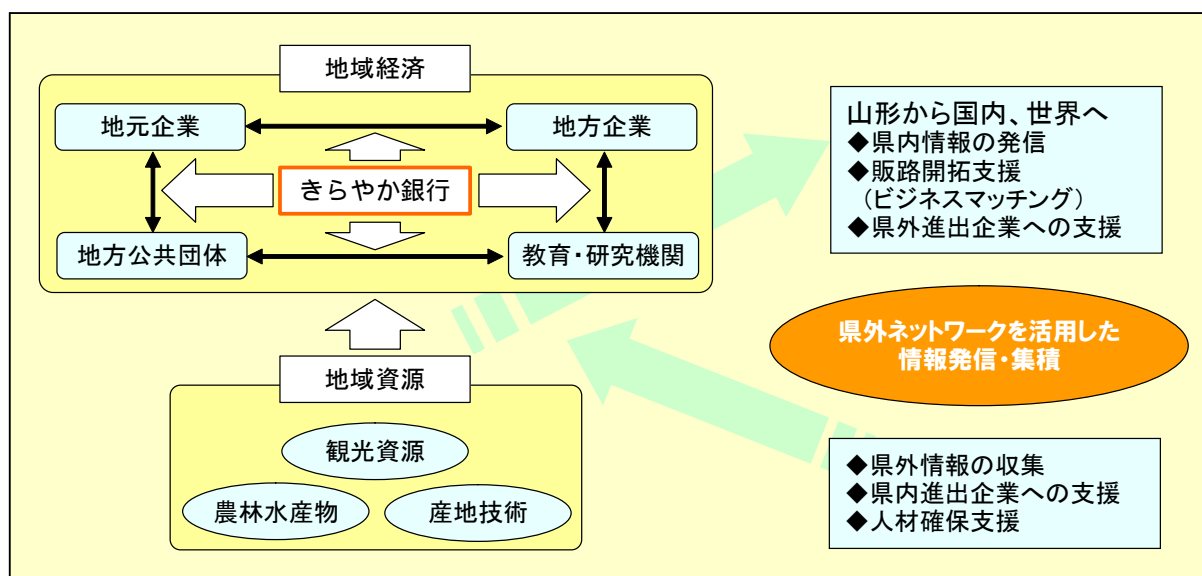 地域経済
地元企業
地方企業
きらやか銀行
地方公共団体
教育・研究機関
地域資源
観光資源
農林水産物
産地技術
山形から国内、世界へ
◆県内情報の発信
◆販路開拓支援
（ビジネスマッチング）
◆県外進出企業への支援
県外ネットワークを活用した
情報発信・集積
◆県外情報の収集
◆県内進出企業への支援
◆人材確保支援